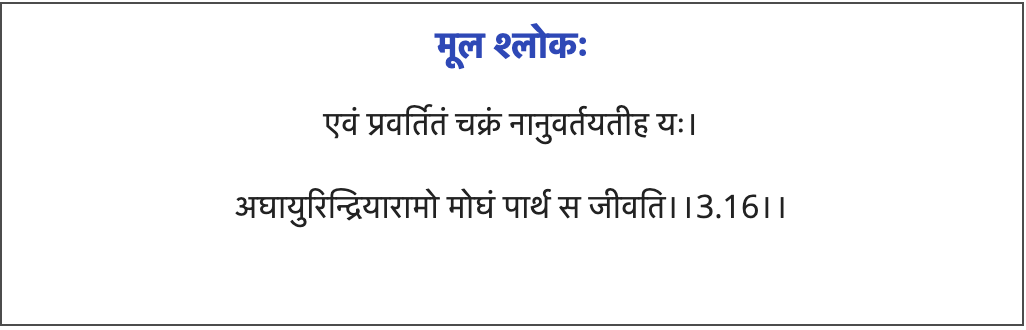 मूल श्लोकः
एवं प्रवर्तितं चक्रं नानुवर्तयतीह यः।
अघायुरिन्द्रियारामो मोघं पार्थ स जीवति।।3.16।।